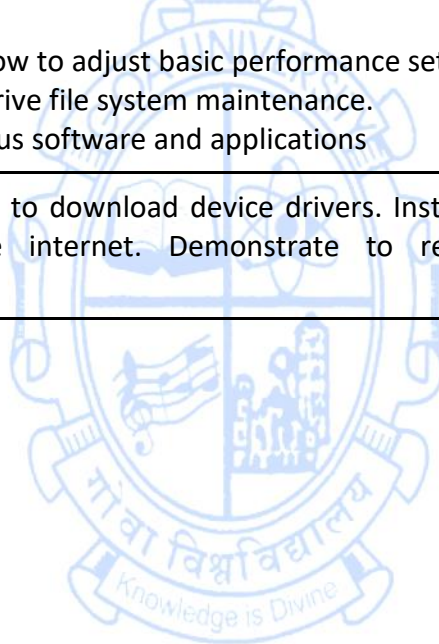 ow to adjust basic performance set
rive file system maintenance.
us software and applications
to download device drivers. Inst
internet. Demonstrate to re
गोंय विश्वविद्यालय
Knowledge is Divine